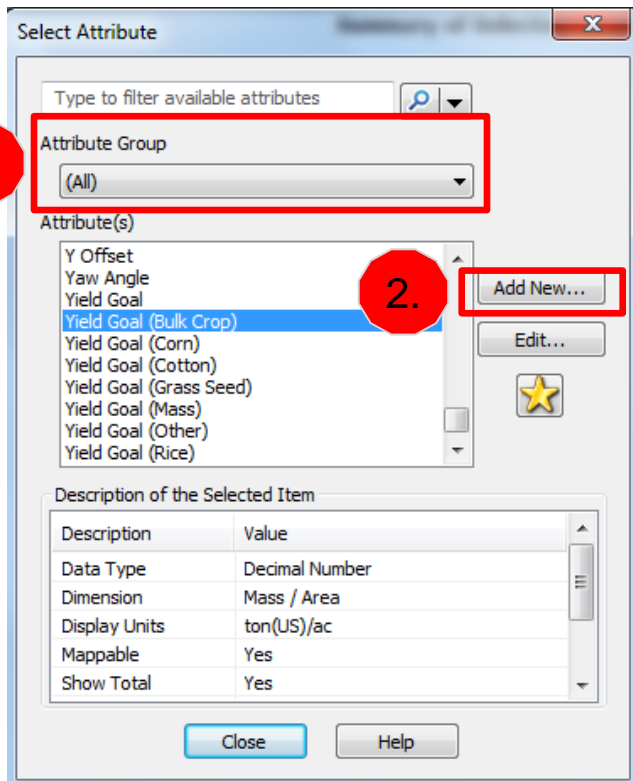 Select Attribute
Type to filter available attributes
Attribute Group
(All)
Attribute(s)
Y Offset
Yaw Angle
Yield Goal
Yield Goal (Bulk Crop)
Yield Goal (Corn)
Yield Goal (Cotton)
Yield Goal (Grass Seed)
Yield Goal (Mass)
Yield Goal (Other)
Yield Goal (Rice)
2.
Add New...
Edit...
Description of the Selected Item
Description Value
Data Type Decimal Number
Dimension Mass / Area
Display Units ton(US)/ac
Mappable Yes
Show Total Yes
Close Help